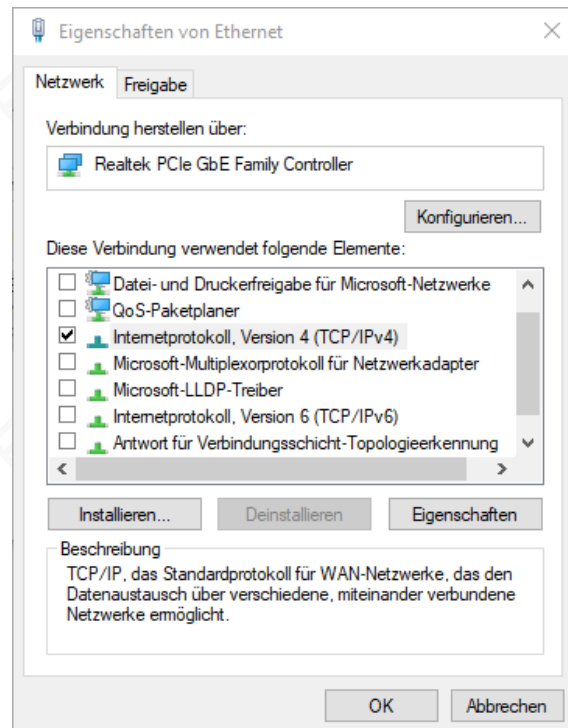 Eigenschaften von Ethernet
Netzwerk
Freigabe
Verbindung herstellen über:
Realtek PCIe GbE Family Controller
Konfigurieren...
Diese Verbindung verwendet folgende Elemente:
Datei- und Druckerfreigabe für Microsoft-Netzwerke
QoS-Paketplaner
Internetprotokoll, Version 4 (TCP/IPv4)
Microsoft-Multiplexorprotokoll für Netzwerkadapter
Microsoft-LLDP-Treiber
Internetprotokoll, Version 6 (TCP/IPv6)
Antwort für Verbindungsschicht-Topologieerkennung
Installieren...
Deinstallieren
Eigenschaften
Beschreibung
TCP/IP, das Standardprotokoll für WAN-Netzwerke, das den
Datenaustausch über verschiedene, miteinander verbundene
Netzwerke ermöglicht.
OK
Abbrechen